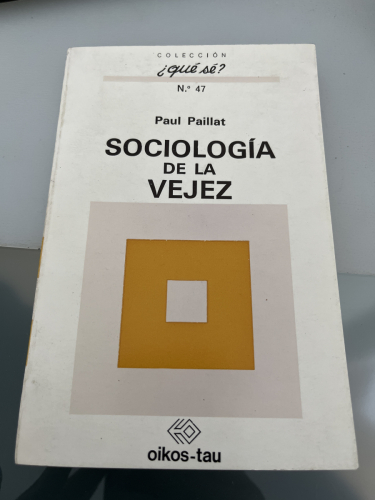 COLECCIÓN
¿qué sé?
N.º 47
Paul Paillat
SOCIOLOGÍA
DE LA
VEJEZ
oikos-tau